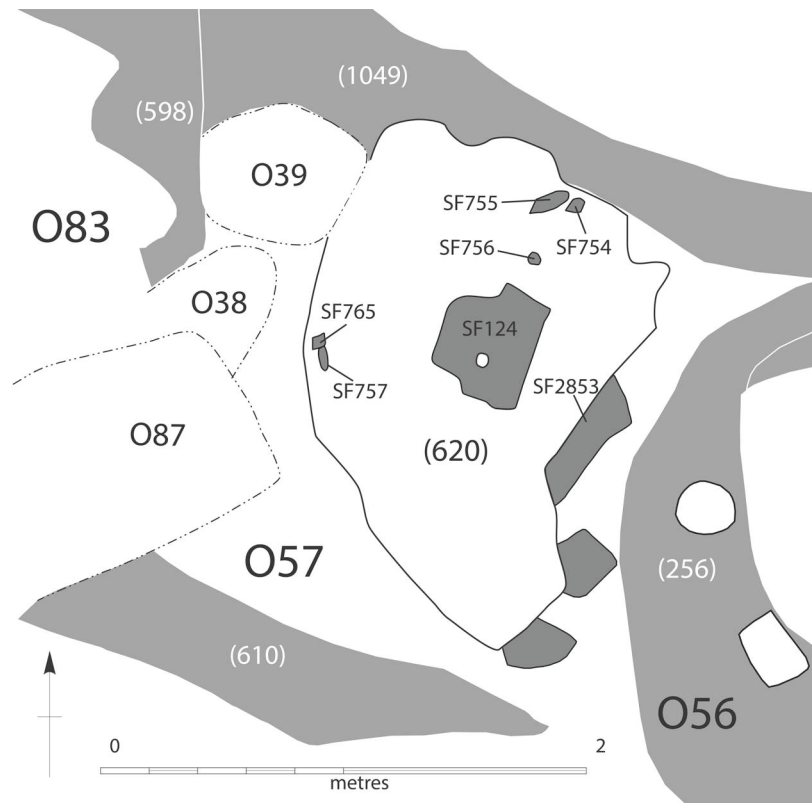 (1049)
(598)
O39
SF755
O83
SF756
SF754
O38
SF765
SF124
SF757
SF2853
O87
(620)
O57
(256)
(610)
O56
0
2
metres